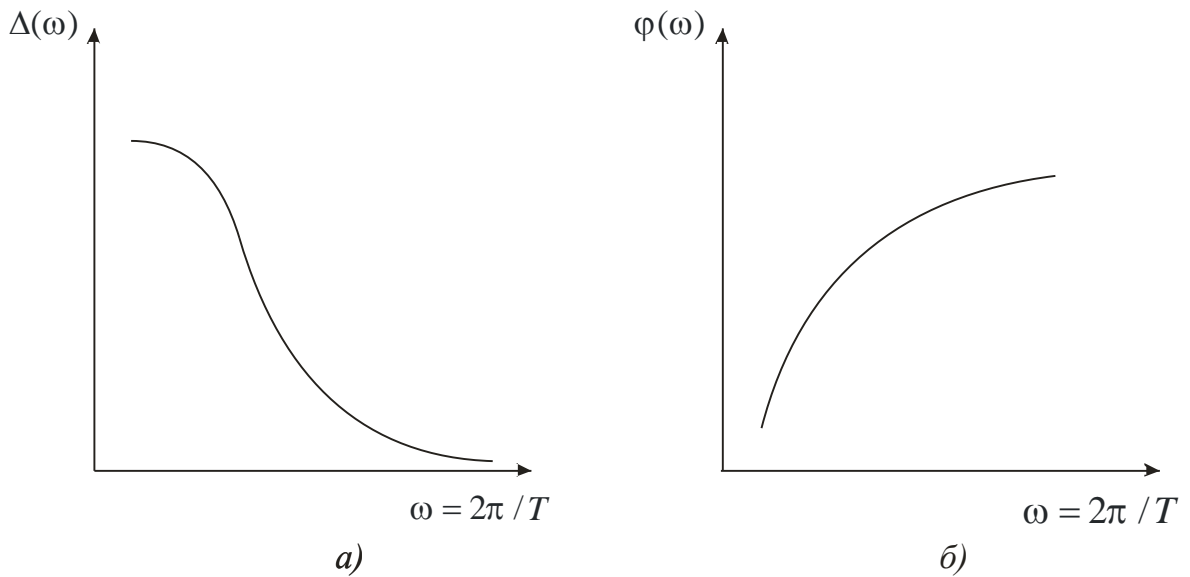 Δ(ω)
φ(ω)
ω = 2π / T
ω = 2π / T
а)
б)